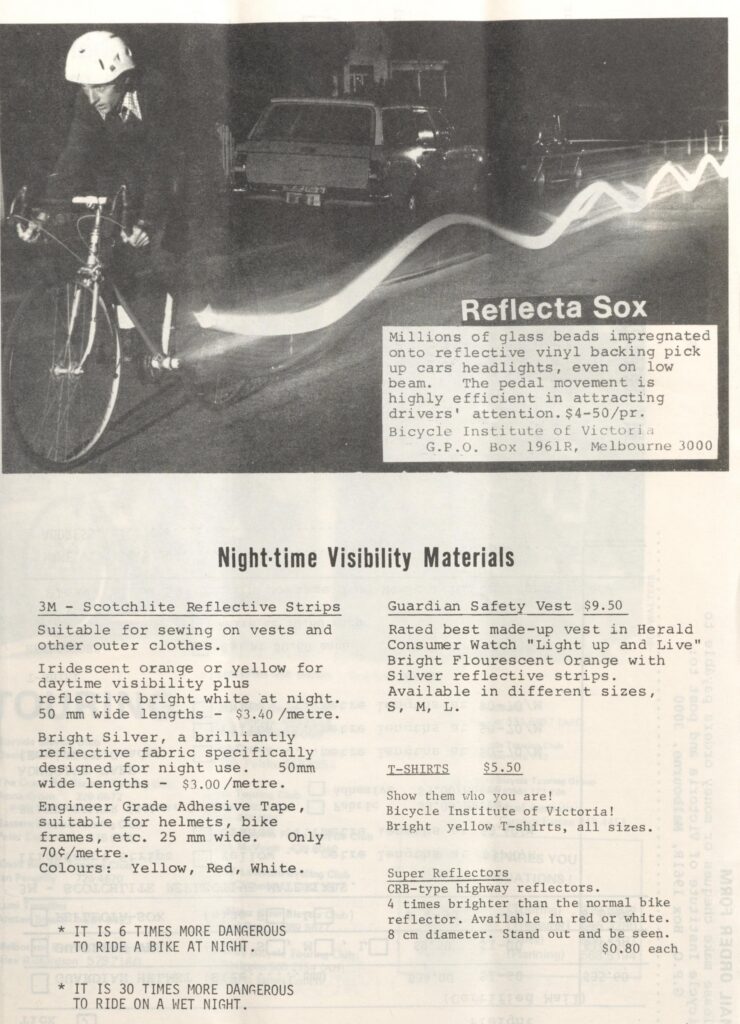 Reflecta Sox
Millions of glass beads impregnated
onto reflective vinyl backing pick
up cars headlights, even on low
beam. The pedal movement is
highly efficient in attracting
drivers' attention. $4-50/pr.
Bicycle Institute of Victoria
G.P.O. Box 1961R, Melbourne 3000
Night-time Visibility Materials
3M - Scotchlite Reflective Strips
Suitable for sewing on vests and
other outer clothes.
Iridescent orange or yellow for
daytime visibility plus
reflective bright white at night.
50 mm wide lengths - $3.40/metre.
Bright Silver, a brilliantly
reflective fabric specifically
designed for night use. 50mm
wide lengths - $3.00/metre.
Engineer Grade Adhesive Tape,
suitable for helmets, bike
frames, etc. 25 mm wide. Only
70¢/metre.
Colours: Yellow, Red, White.
* IT IS 6 TIMES MORE DANGEROUS
TO RIDE A BIKE AT NIGHT.
* IT IS 30 TIMES MORE DANGEROUS
TO RIDE ON A WET NIGHT.
Guardian Safety Vest $9.50
Rated best made-up vest in Herald
Consumer Watch "Light up and Live"
Bright Flourescent Orange with
Silver reflective strips.
Available in different sizes,
S, M, L.
T-SHIRTS $5.50
Show them who you are!
Bicycle Institute of Victoria!
Bright yellow T-shirts, all sizes.
Super Reflectors
CRB-type highway reflectors.
4 times brighter than the normal bike
reflector. Available in red or white.
8 cm diameter. Stand out and be seen.
$0.80 each